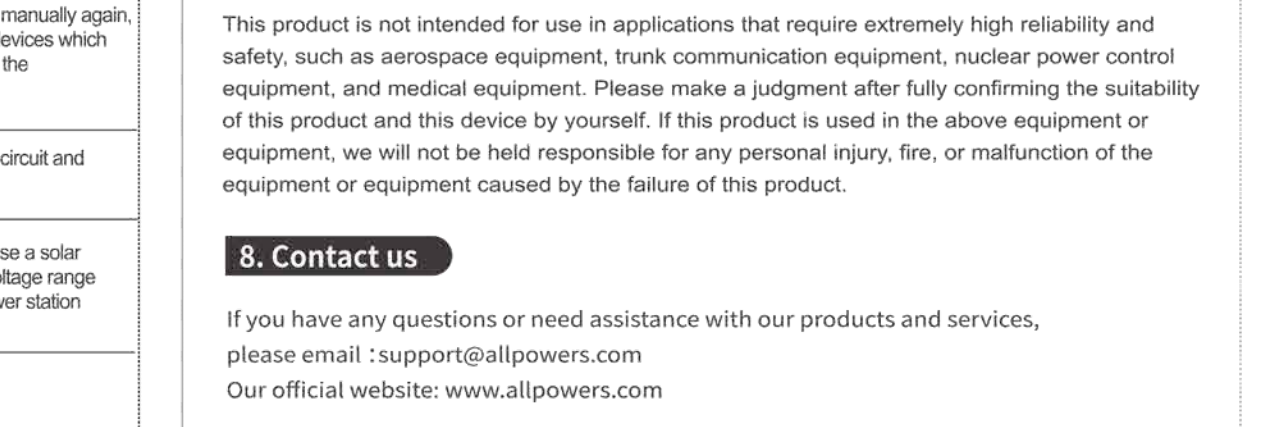 manually again,
which
the
circuit and
a solar
range
station
This product is not intended for use in applications that require extremely high reliability and
safety, such as aerospace equipment, trunk communication equipment, nuclear power control
equipment, and medical equipment. Please make a judgment after fully confirming the suitability
of this product and this device by yourself. If this product is used in the above equipment or
equipment, we will not be held responsible for any personal injury, fire, or malfunction of the
equipment or equipment caused by the failure of this product.
8. Contact us
If you have any questions or need assistance with our products and services,
please email：support@allpowers.com
Our official website: www.allpowers.com